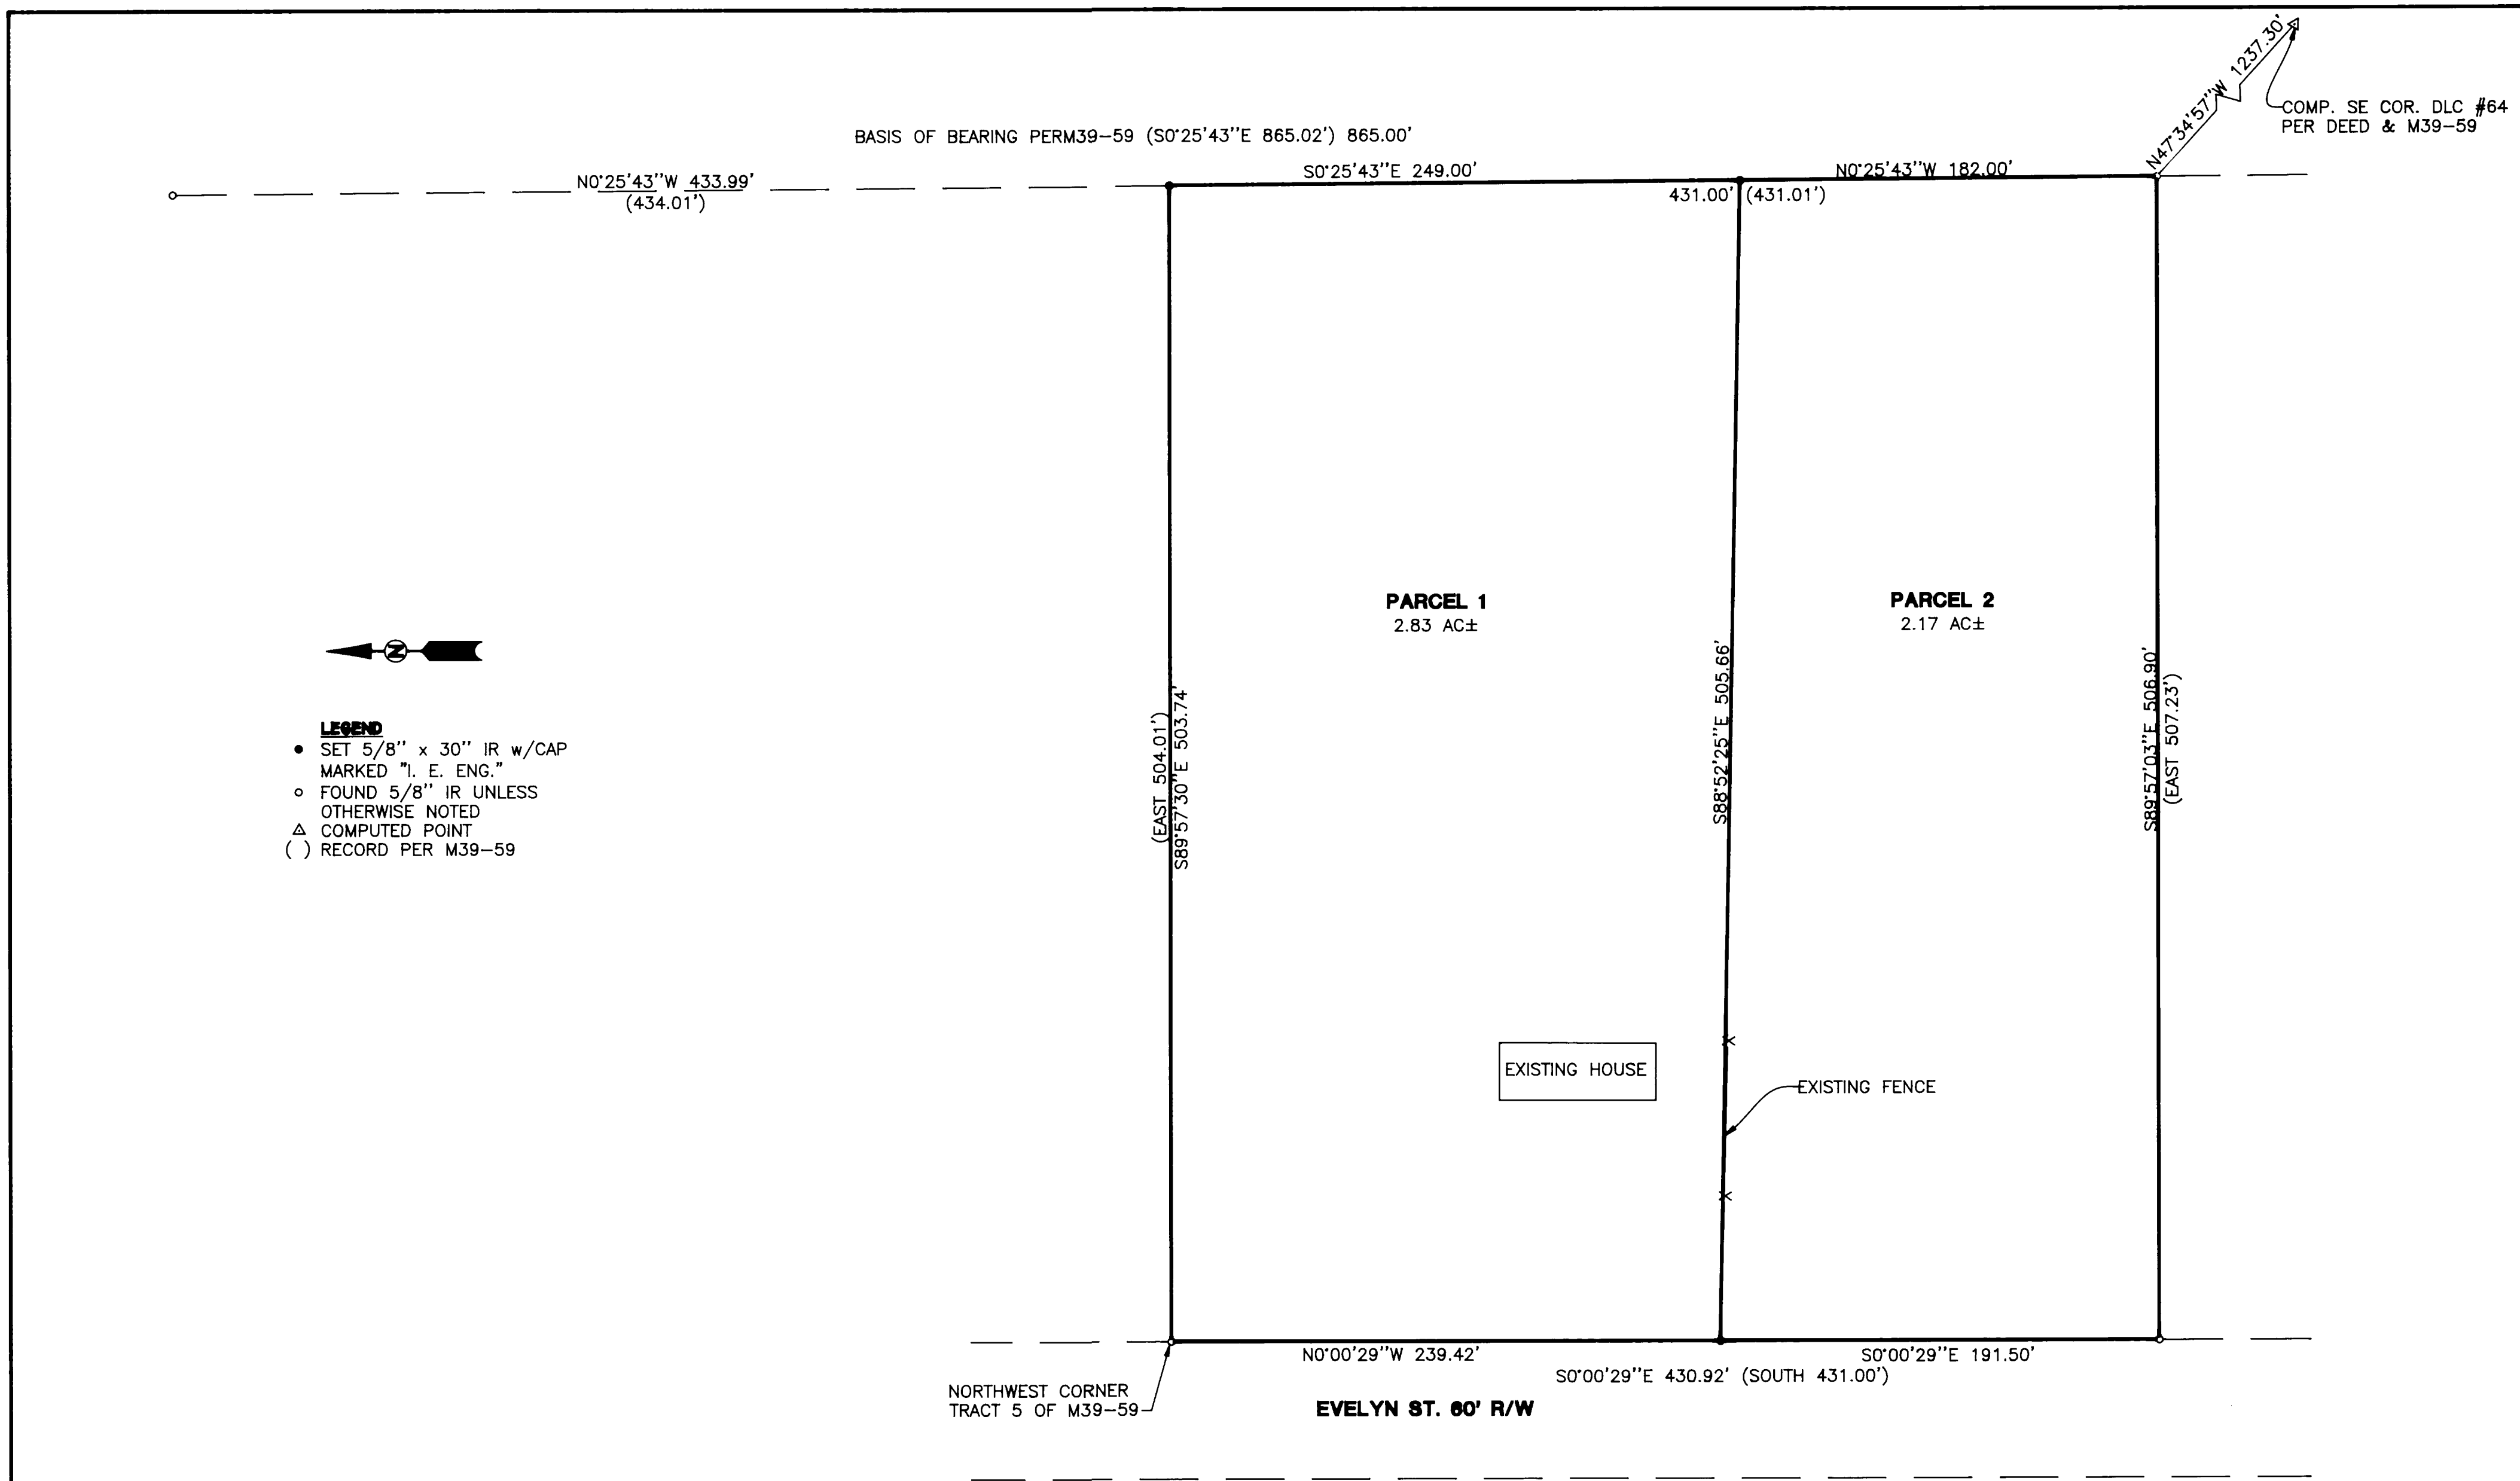 N47°34'57"W 1237.30'
COMP. SE COR. DLC #64
PER DEED & M39-59
BASIS OF BEARING PERM39-59 (S0°25'43"E 865.02') 865.00'
N0°25'43"W 433.99'
(434.01')
S0°25'43"E 249.00'
N0°25'43"W 182.00'
431.00' (431.01')
PARCEL 1
2.83 AC±
PARCEL 2
2.17 AC±
N
LEGEND
● SET 5/8" x 30" IR w/CAP
MARKED "I. E. ENG."
○ FOUND 5/8" IR UNLESS
OTHERWISE NOTED
△ COMPUTED POINT
( ) RECORD PER M39-59
(EAST 504.01')
S89°57'30"E 503.74'
S88°52'25"E 505.66'
S89°57'03"E 506.90'
(EAST 507.23')
EXISTING HOUSE
EXISTING FENCE
N0°00'29"W 239.42'
S0°00'29"E 191.50'
S0°00'29"E 430.92' (SOUTH 431.00')
NORTHWEST CORNER
TRACT 5 OF M39-59
EVELYN ST. 60' R/W